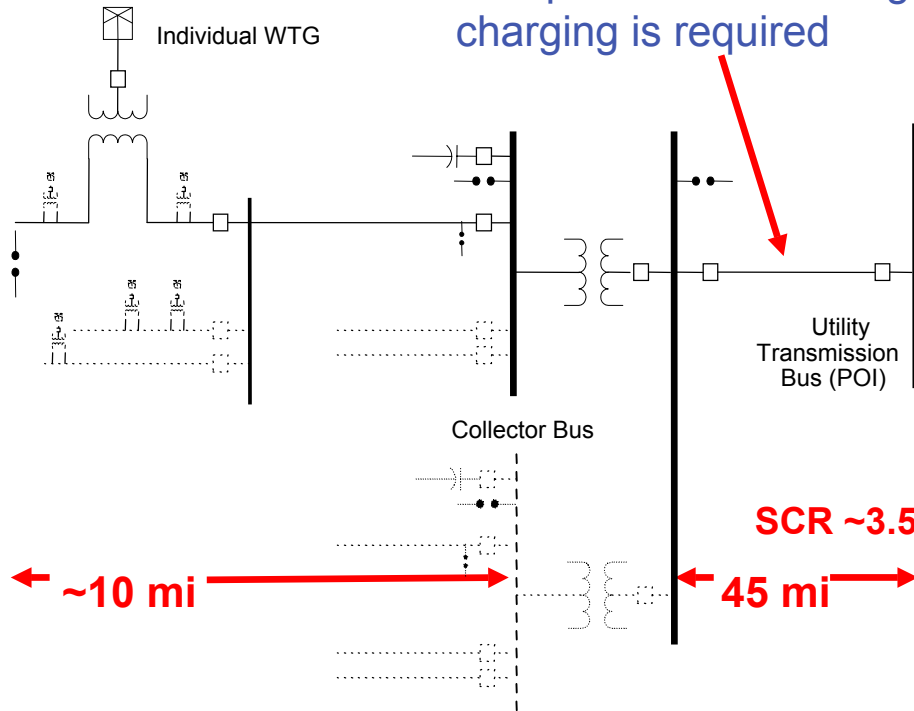 charging is required
Individual WTG
Utility
Transmission
Bus (POI)
Collector Bus
SCR ~3.5
~10 mi
45 mi